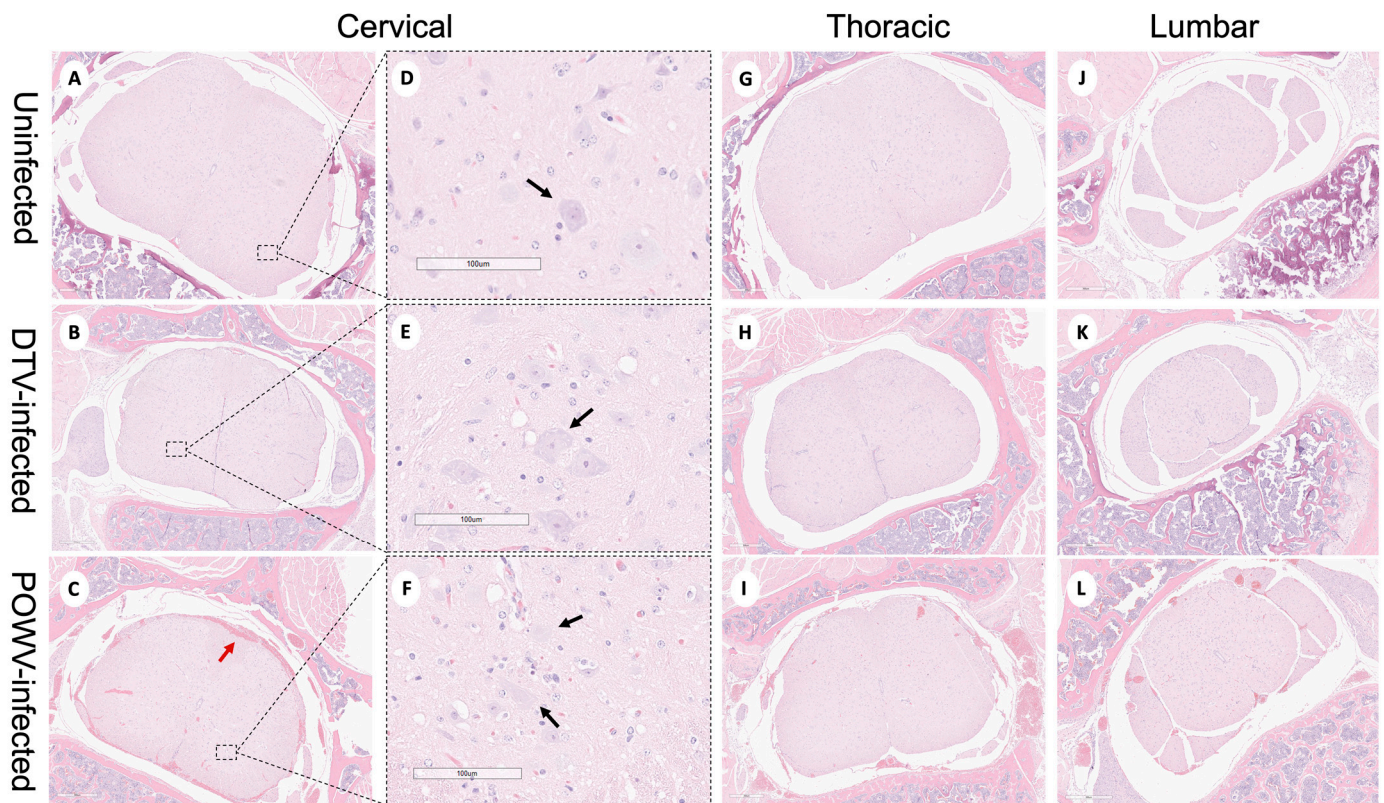 Cervical Thoracic Lumbar
Uninfected
A
D
G
J
100um
DTV-infected
B
E
H
K
100um
POWV-infected
C
F
I
L
100um